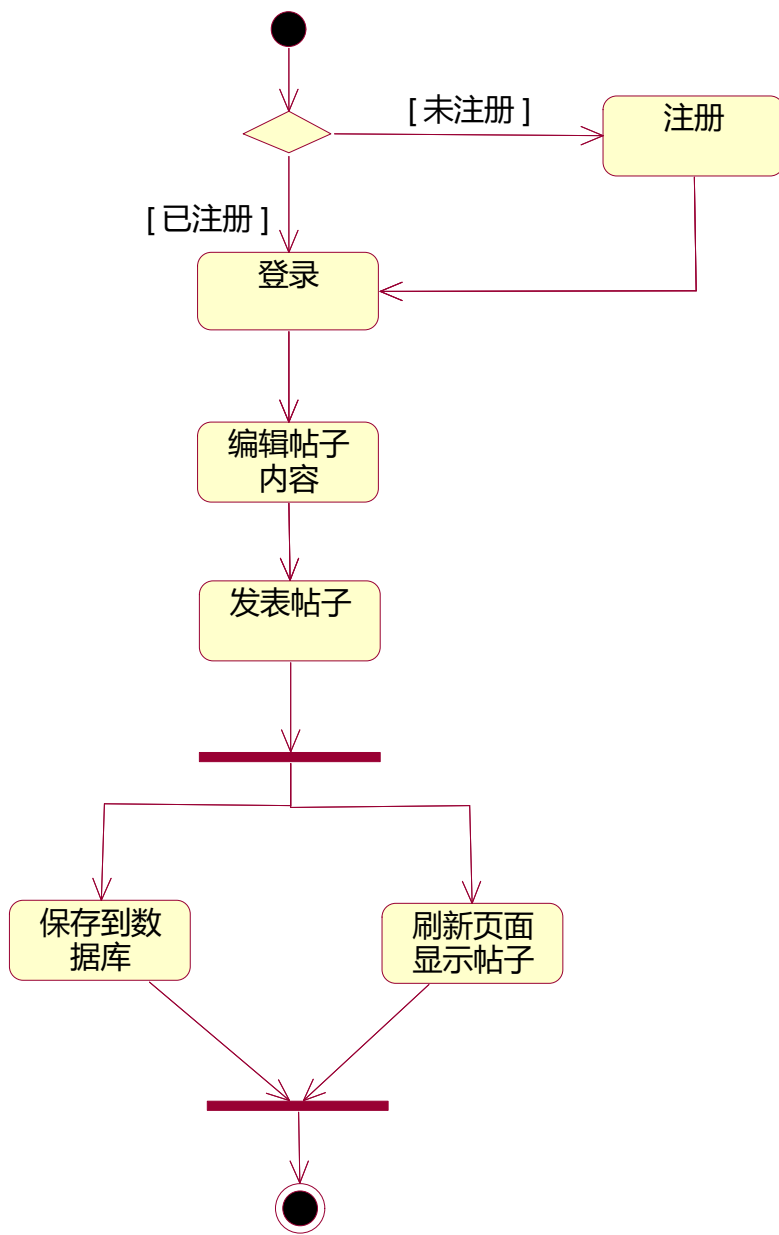 [ 未注册 ]
注册
[ 已注册 ]
登录
编辑帖子
内容
发表帖子
保存到数
据库
刷新页面
显示帖子